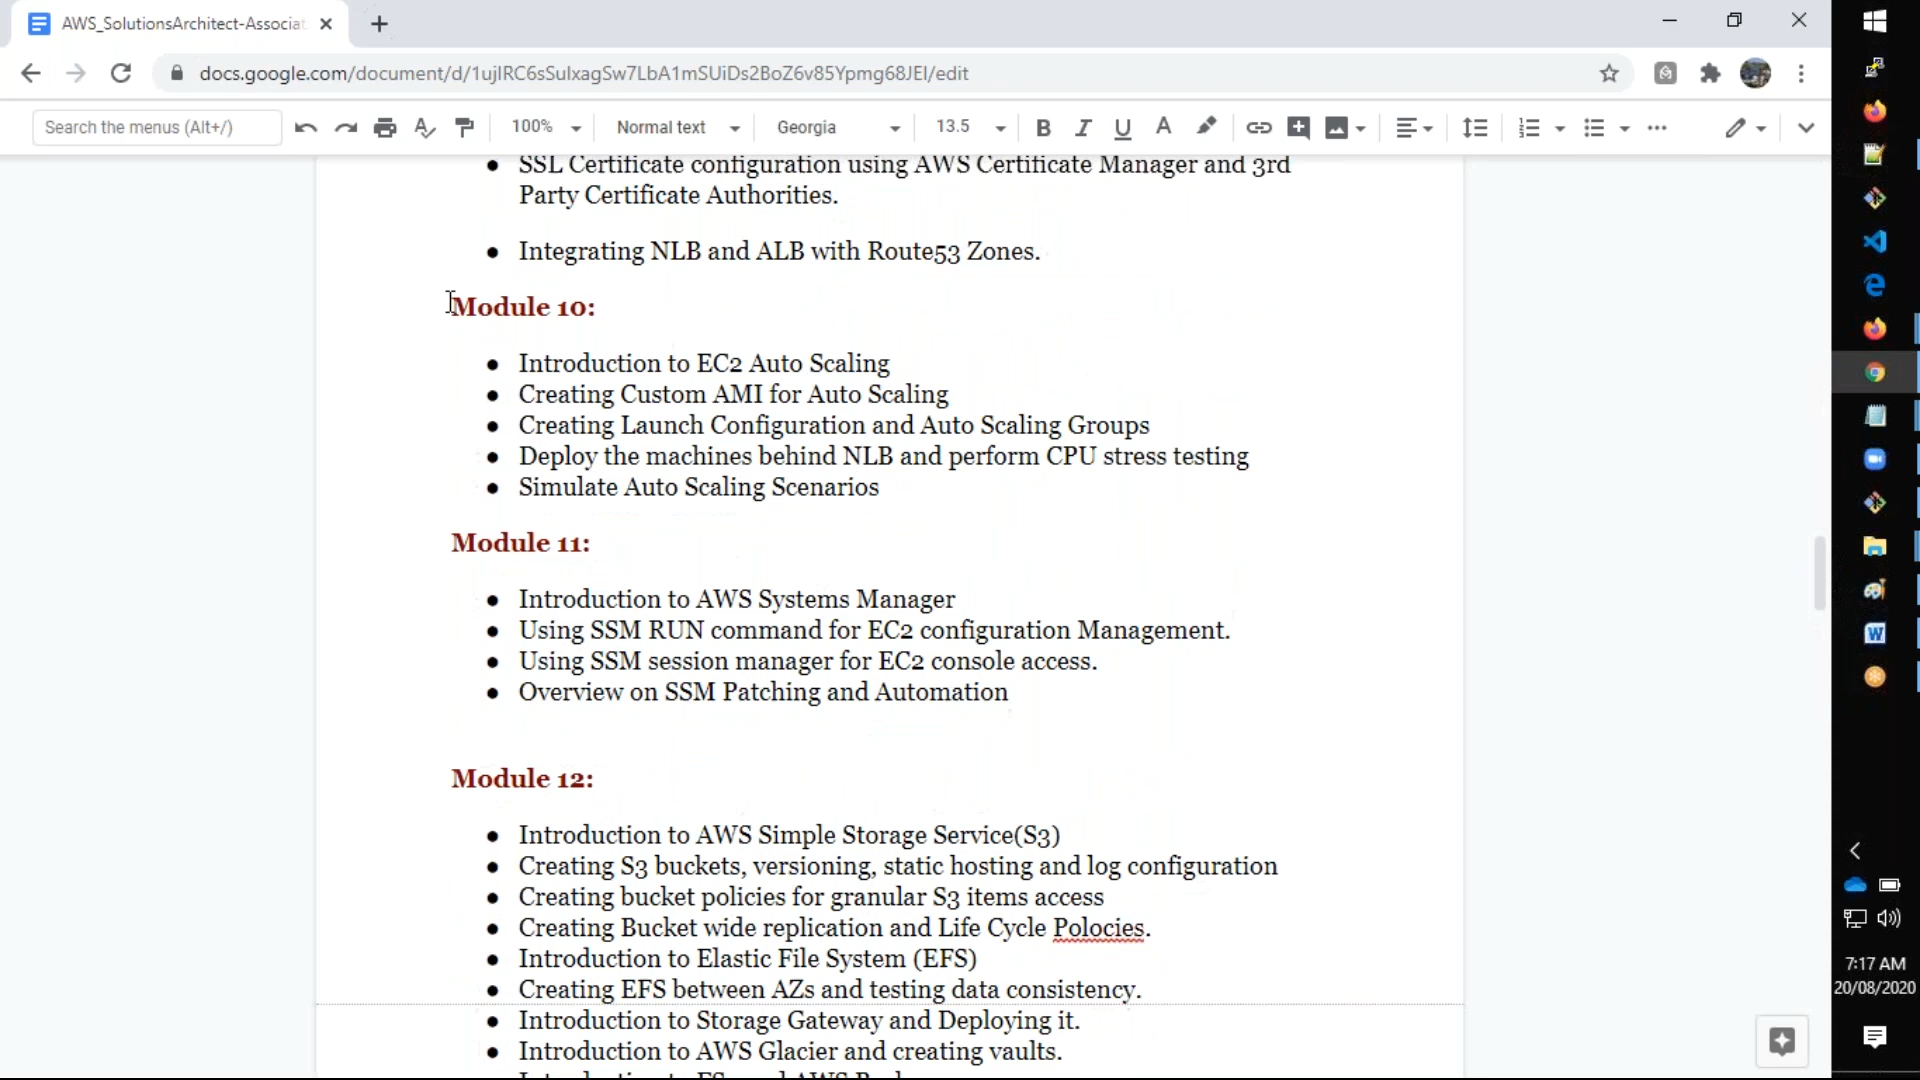 AWS_SolutionsArchitect-Associat
docs.google.com/document/d/1ujIRC6sSulxagSw7LbA1mSUiDs2BoZ6v85Ypmg68JEI/edit
Search the menus (Alt+/)
100%
Normal text
Georgia
13.5
B I U A
SSL Certificate configuration using AWS Certificate Manager and 3rd
Party Certificate Authorities.
Integrating NLB and ALB with Route53 Zones.
Module 10:
Introduction to EC2 Auto Scaling
Creating Custom AMI for Auto Scaling
Creating Launch Configuration and Auto Scaling Groups
Deploy the machines behind NLB and perform CPU stress testing
Simulate Auto Scaling Scenarios
Module 11:
Introduction to AWS Systems Manager
Using SSM RUN command for EC2 configuration Management.
Using SSM session manager for EC2 console access.
Overview on SSM Patching and Automation
Module 12:
Introduction to AWS Simple Storage Service(S3)
Creating S3 buckets, versioning, static hosting and log configuration
Creating bucket policies for granular S3 items access
Creating Bucket wide replication and Life Cycle Polocies.
Introduction to Elastic File System (EFS)
Creating EFS between AZs and testing data consistency.
Introduction to Storage Gateway and Deploying it.
Introduction to AWS Glacier and creating vaults.
7:17 AM
20/08/2020